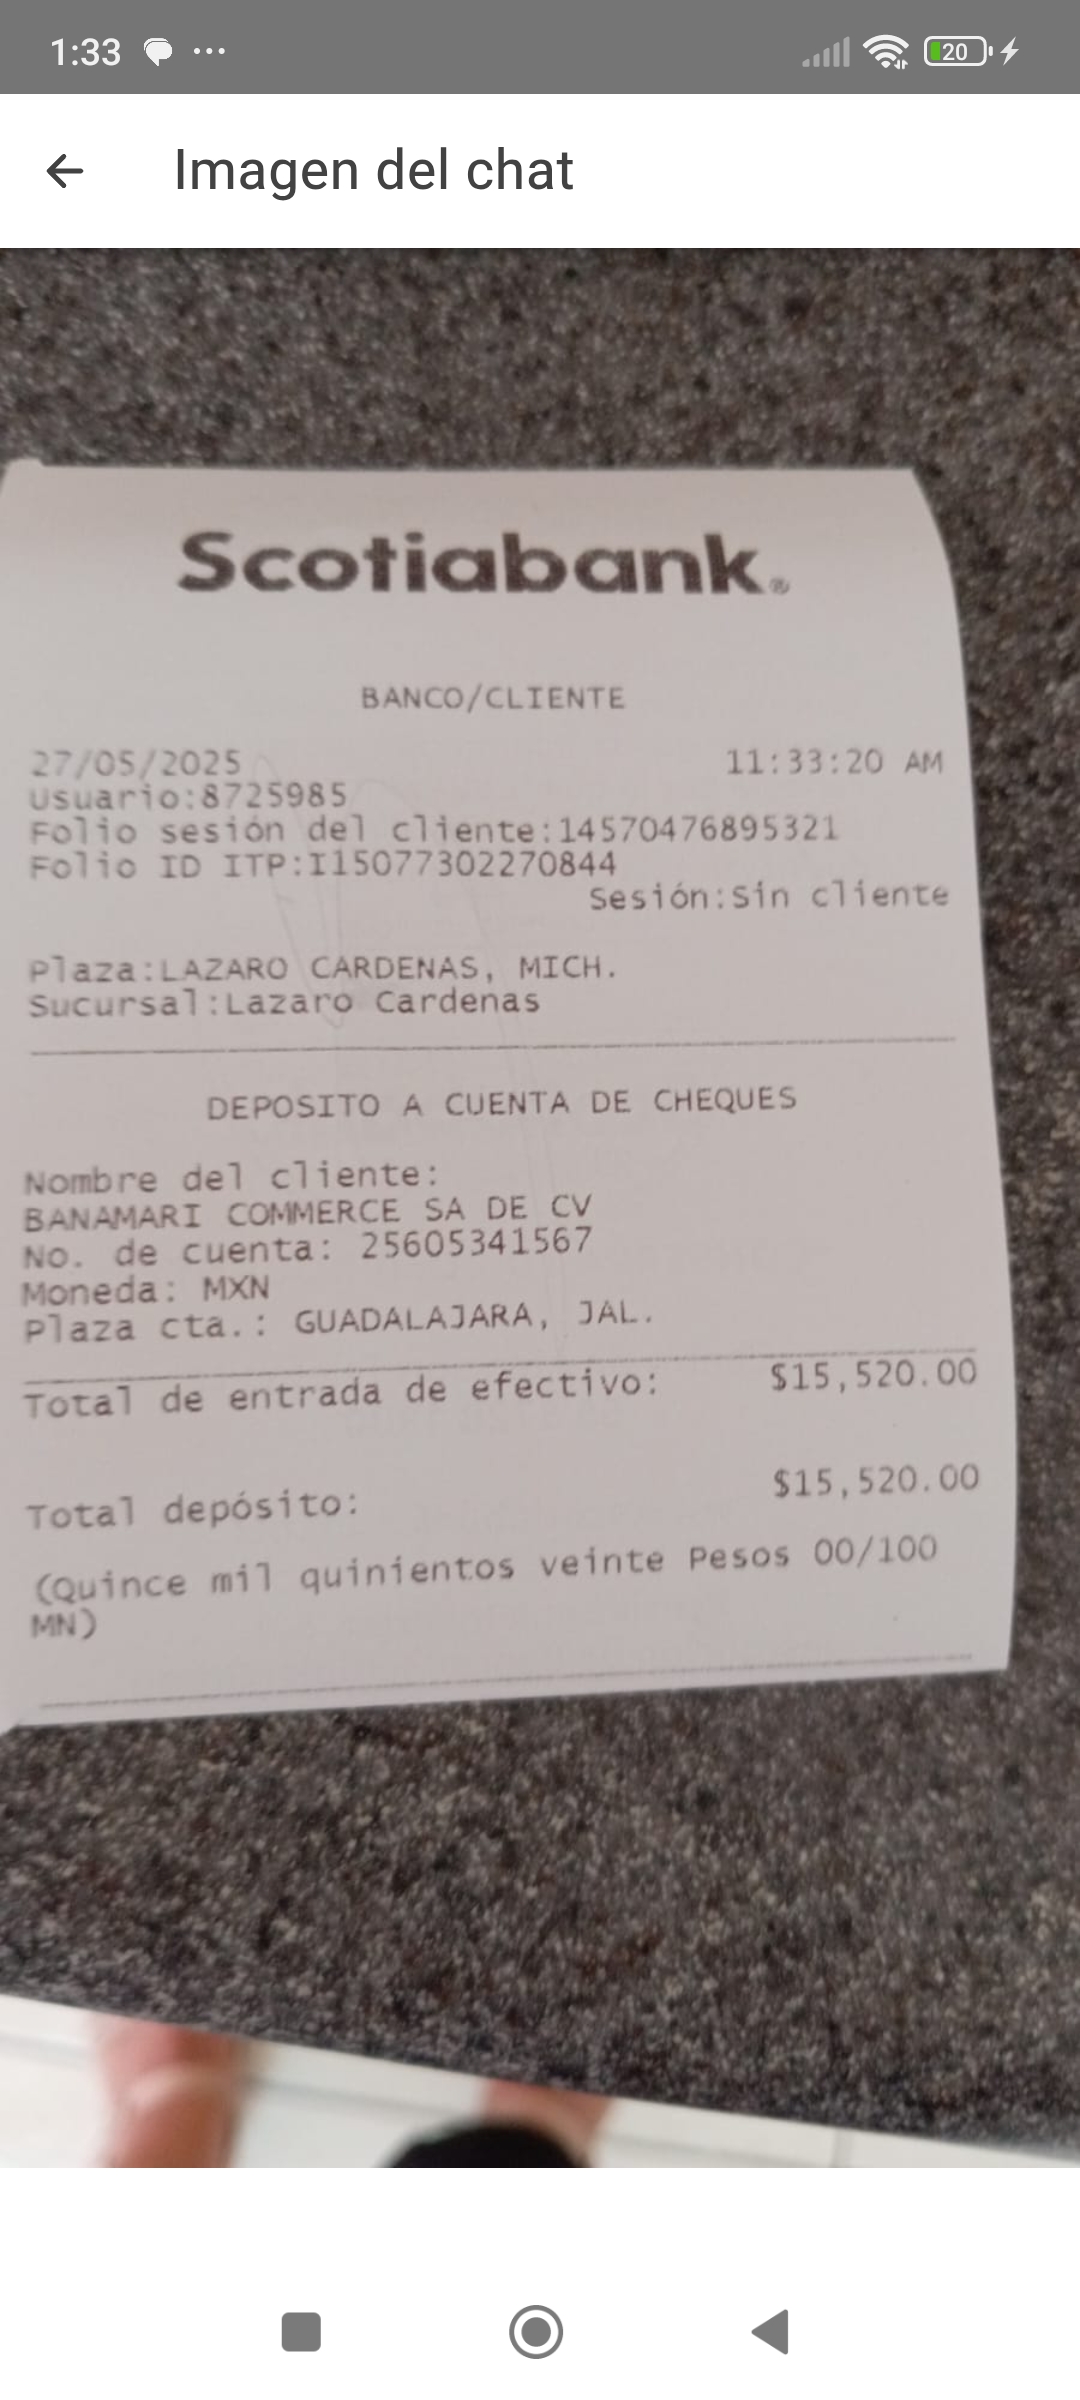 1:33 20
Imagen del chat
Scotiabank®
BANCO/CLIENTE
27/05/2025 11:33:20 AM
Usuario:8725985
Folio sesión del cliente:14570476895321
Folio ID ITP:I15077302270844
Sesión:Sin cliente
Plaza:LAZARO CARDENAS, MICH.
Sucursal:Lazaro Cardenas
DEPOSITO A CUENTA DE CHEQUES
Nombre del cliente:
BANAMARI COMMERCE SA DE CV
No. de cuenta: 25605341567
Moneda: MXN
Plaza cta.: GUADALAJARA, JAL.
Total de entrada de efectivo: $15,520.00
Total depósito: $15,520.00
(Quince mil quinientos veinte Pesos 00/100
MN)